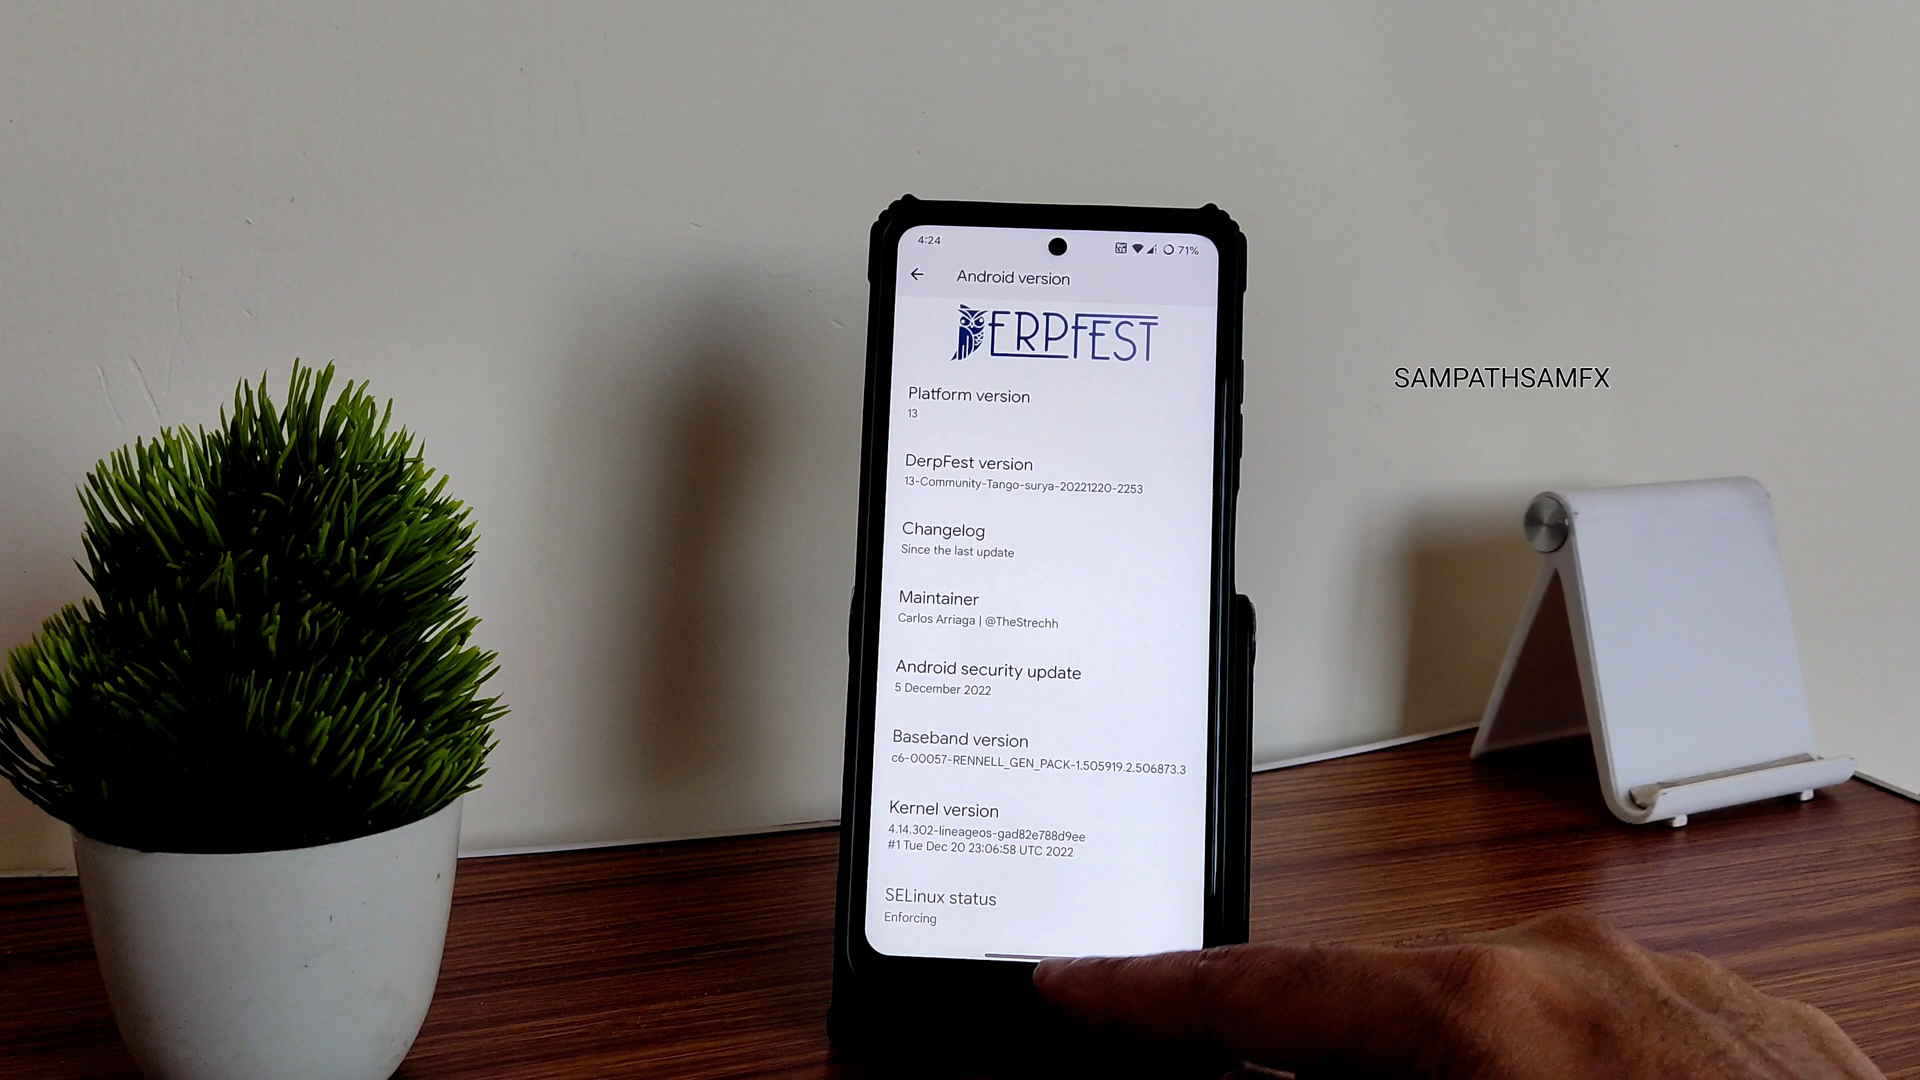 4:24
71%
Android version
DERPFEST
Platform version
13
DerpFest version
13-Community-Tango-surya-20221220-2253
Changelog
Since the last update
Maintainer
Carlos Arriaga | @TheStrechh
Android security update
5 December 2022
Baseband version
c6-00057-RENNELL_GEN_PACK-1.505919.2.506873.3
Kernel version
4.14.302-lineageos-gad82e788d9ee
#1 Tue Dec 20 23:06:58 UTC 2022
SELinux status
Enforcing
SAMPATHSAMFX